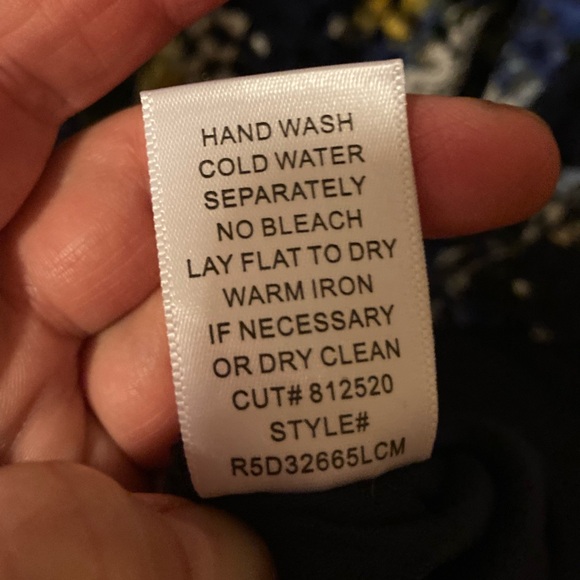 HAND WASH
COLD WATER
SEPARATELY
NO BLEACH
LAY FLAT TO DRY
WARM IRON
IF NECESSARY
OR DRY CLEAN
CUT# 812520
STYLE#
R5D32665LCM